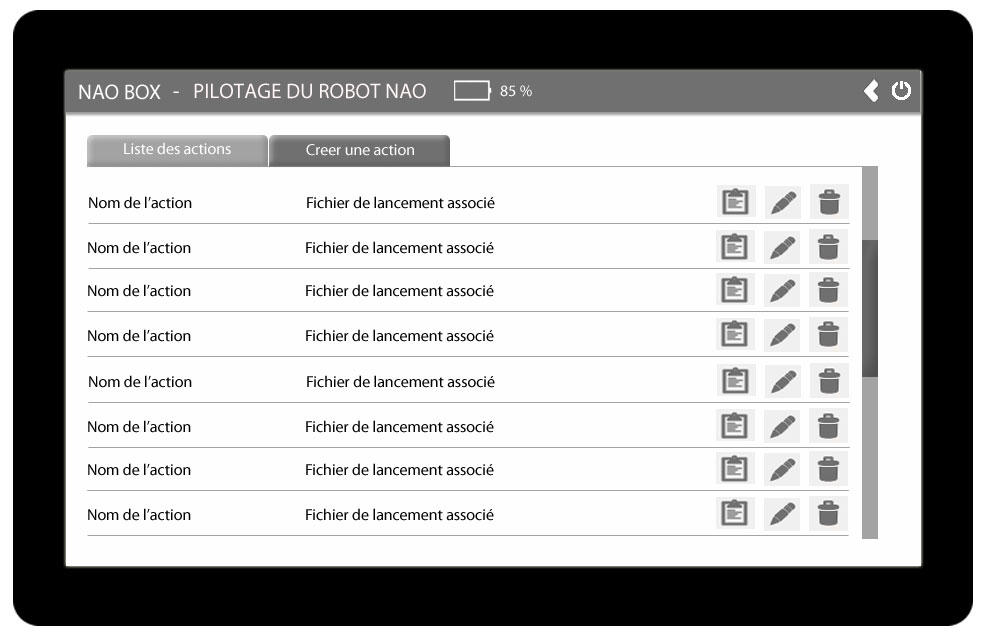 NAO BOX - PILOTAGE DU ROBOT NAO 85 %
Liste des actions Creer une action
Nom de l'action Fichier de lancement associé
Nom de l'action Fichier de lancement associé
Nom de l'action Fichier de lancement associé
Nom de l'action Fichier de lancement associé
Nom de l'action Fichier de lancement associé
Nom de l'action Fichier de lancement associé
Nom de l'action Fichier de lancement associé
Nom de l'action Fichier de lancement associé